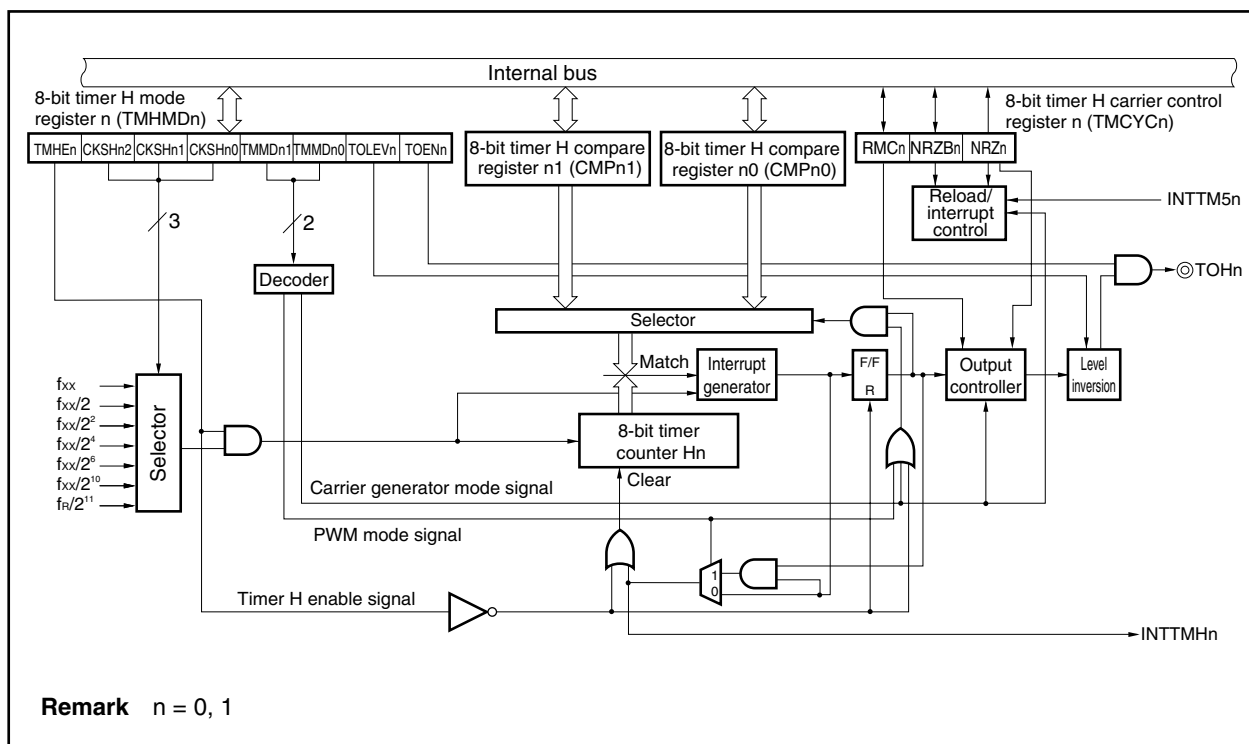 Internal bus
8-bit timer H mode
register n (TMHMDn)
8-bit timer H carrier control
register n (TMCYCn)
TMHEn CKSHn2 CKSHn1 CKSHn0 TMMDn1 TMMDn0 TOLEVn TOENn
8-bit timer H compare
register n1 (CMPn1)
8-bit timer H compare
register n0 (CMPn0)
RMCn NRZBn NRZn
Reload/
interrupt
control
INTTM5n
3
2
Decoder
TOHn
Selector
Match
Interrupt
generator
F/F
R
Output
controller
Level
inversion
fxx
fxx/2
fxx/2²
fxx/2⁴
fxx/2⁶
fxx/2¹⁰
fR/2¹¹
Selector
8-bit timer
counter Hn
Clear
Carrier generator mode signal
PWM mode signal
1
0
Timer H enable signal
INTTMHn
Remark n = 0, 1